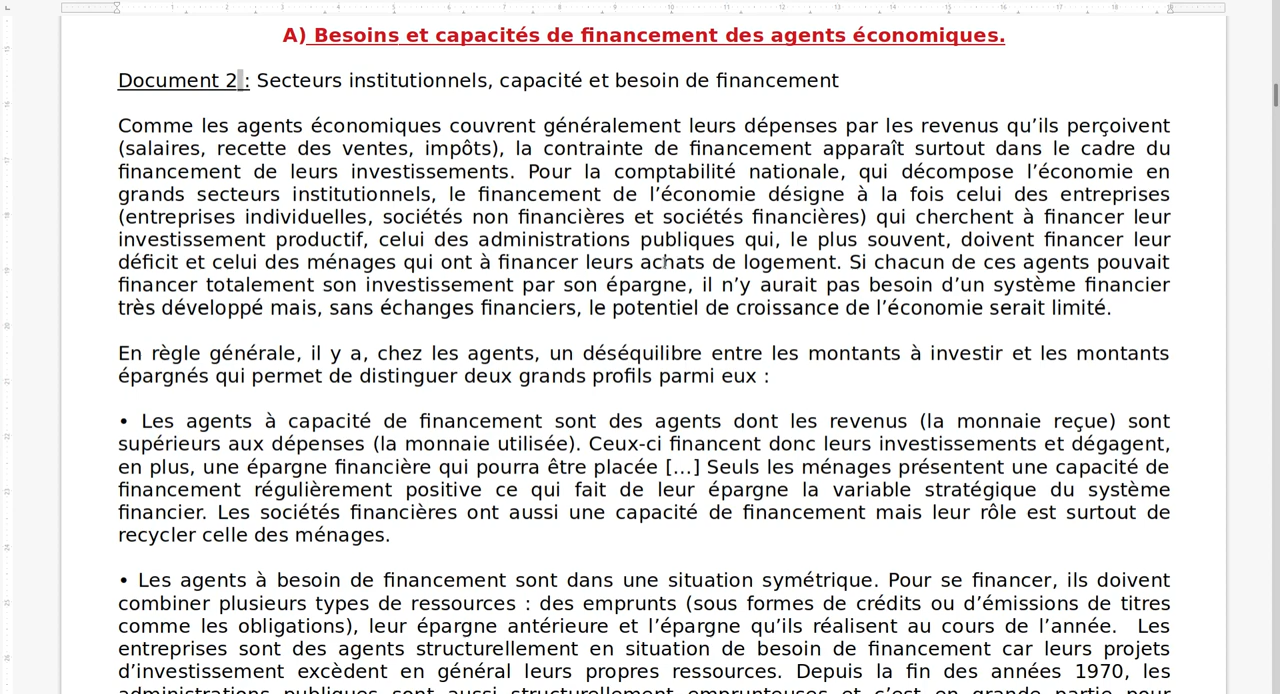 A) Besoins et capacités de financement des agents économiques.
Document 2 : Secteurs institutionnels, capacité et besoin de financement
Comme les agents économiques couvrent généralement leurs dépenses par les revenus qu’ils perçoivent
(salaires, recette des ventes, impôts), la contrainte de financement apparaît surtout dans le cadre du
financement de leurs investissements. Pour la comptabilité nationale, qui décompose l’économie en
grands secteurs institutionnels, le financement de l’économie désigne à la fois celui des entreprises
(entreprises individuelles, sociétés non financières et sociétés financières) qui cherchent à financer leur
investissement productif, celui des administrations publiques qui, le plus souvent, doivent financer leur
déficit et celui des ménages qui ont à financer leurs achats de logement. Si chacun de ces agents pouvait
financer totalement son investissement par son épargne, il n’y aurait pas besoin d’un système financier
très développé mais, sans échanges financiers, le potentiel de croissance de l’économie serait limité.
En règle générale, il y a, chez les agents, un déséquilibre entre les montants à investir et les montants
épargnés qui permet de distinguer deux grands profils parmi eux :
• Les agents à capacité de financement sont des agents dont les revenus (la monnaie reçue) sont
supérieurs aux dépenses (la monnaie utilisée). Ceux-ci financent donc leurs investissements et dégagent,
en plus, une épargne financière qui pourra être placée [...] Seuls les ménages présentent une capacité de
financement régulièrement positive ce qui fait de leur épargne la variable stratégique du système
financier. Les sociétés financières ont aussi une capacité de financement mais leur rôle est surtout de
recycler celle des ménages.
• Les agents à besoin de financement sont dans une situation symétrique. Pour se financer, ils doivent
combiner plusieurs types de ressources : des emprunts (sous formes de crédits ou d’émissions de titres
comme les obligations), leur épargne antérieure et l’épargne qu’ils réalisent au cours de l’année. Les
entreprises sont des agents structurellement en situation de besoin de financement car leurs projets
d’investissement excèdent en général leurs propres ressources. Depuis la fin des années 1970, les
administrations publiques sont aussi structurellement emprunteuses et c’est en grande partie pour